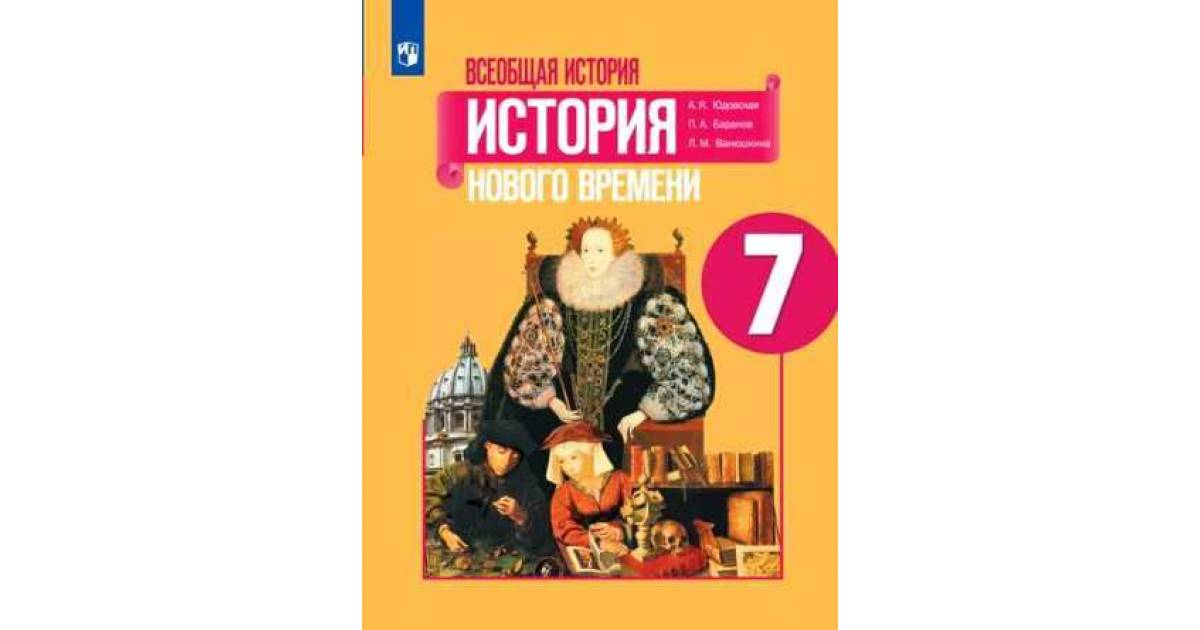 ВСЕОБЩАЯ ИСТОРИЯ
ИСТОРИЯ
А. Я. Юдовская
П. А. Баранов
Л. М. Ванюшкина
НОВОГО ВРЕМЕНИ
7